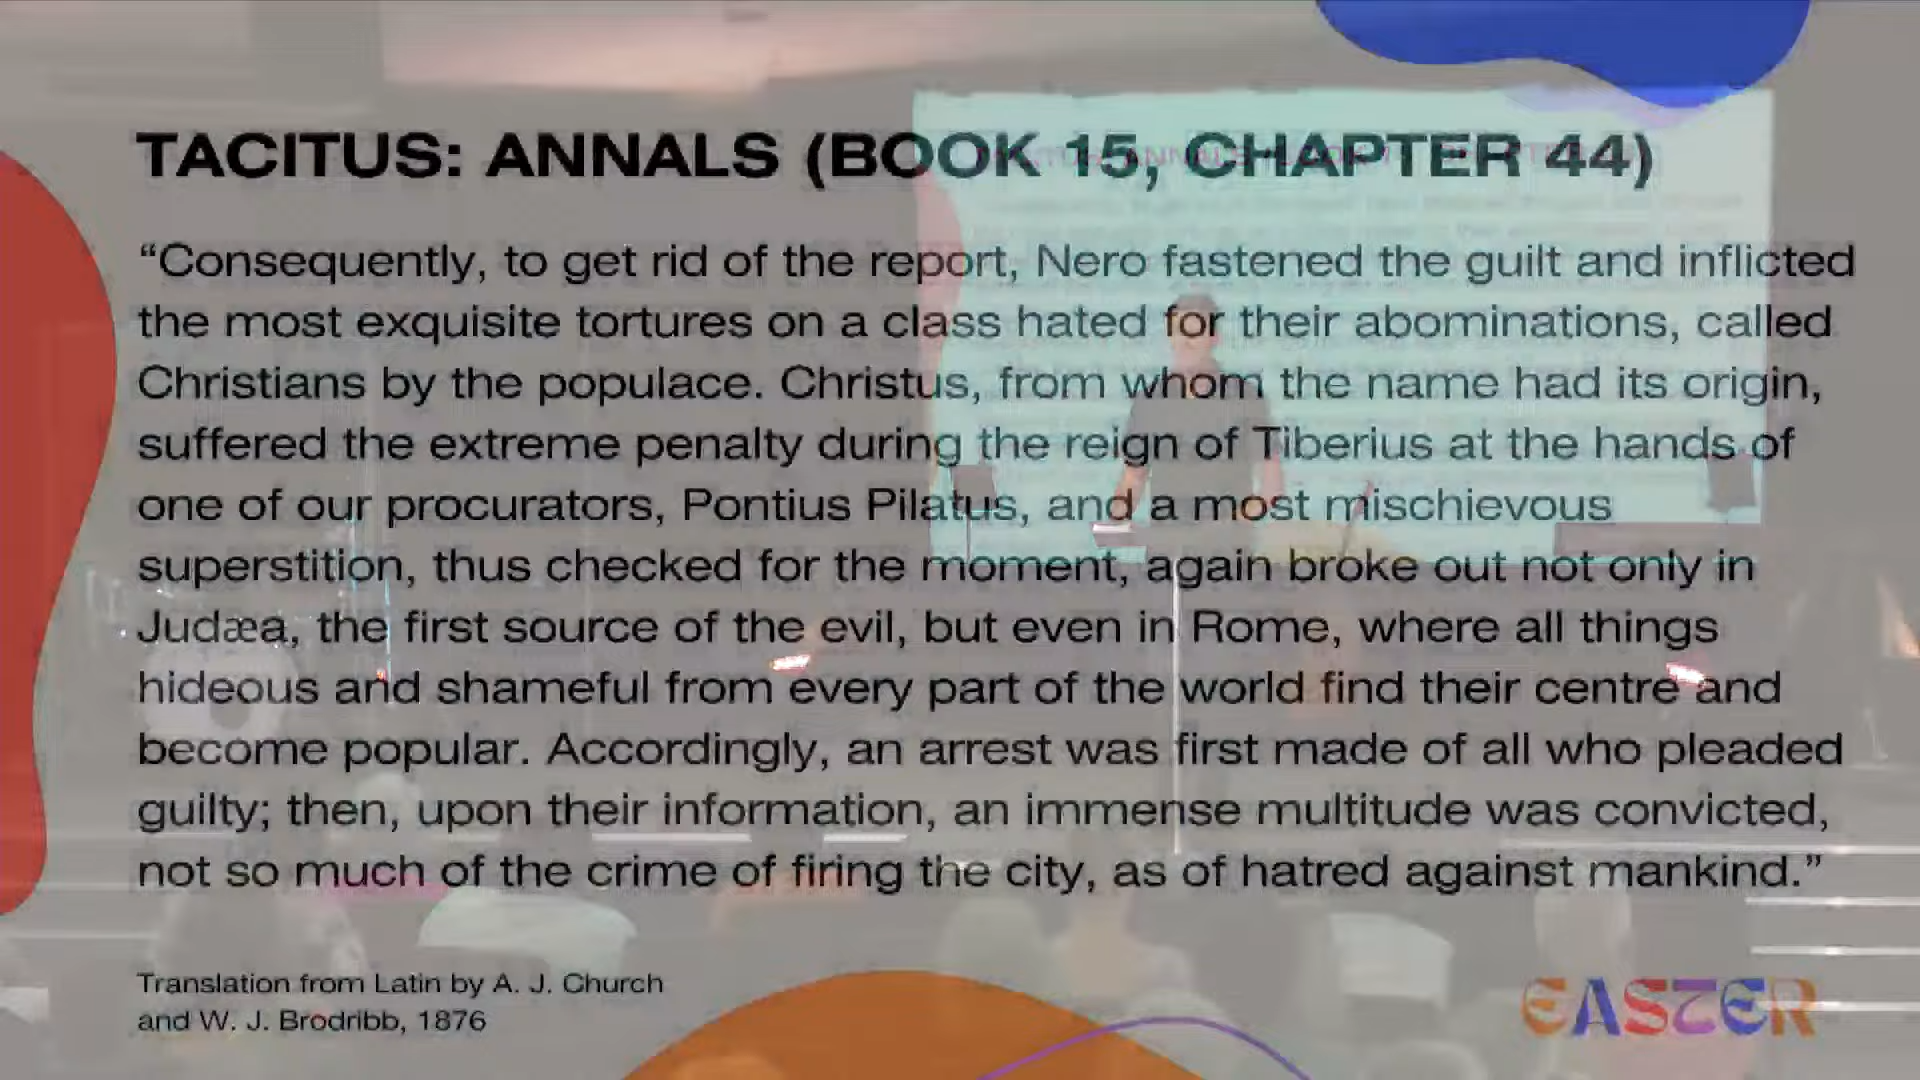 TACITUS: ANNALS (BOOK 15, CHAPTER 44)
“Consequently, to get rid of the report, Nero fastened the guilt and inflicted
the most exquisite tortures on a class hated for their abominations, called
Christians by the populace. Christus, from whom the name had its origin,
suffered the extreme penalty during the reign of Tiberius at the hands of
one of our procurators, Pontius Pilatus, and a most mischievous
superstition, thus checked for the moment, again broke out not only in
Judæa, the first source of the evil, but even in Rome, where all things
hideous and shameful from every part of the world find their centre and
become popular. Accordingly, an arrest was first made of all who pleaded
guilty; then, upon their information, an immense multitude was convicted,
not so much of the crime of firing the city, as of hatred against mankind.”
Translation from Latin by A. J. Church
and W. J. Brodribb, 1876
EASTER